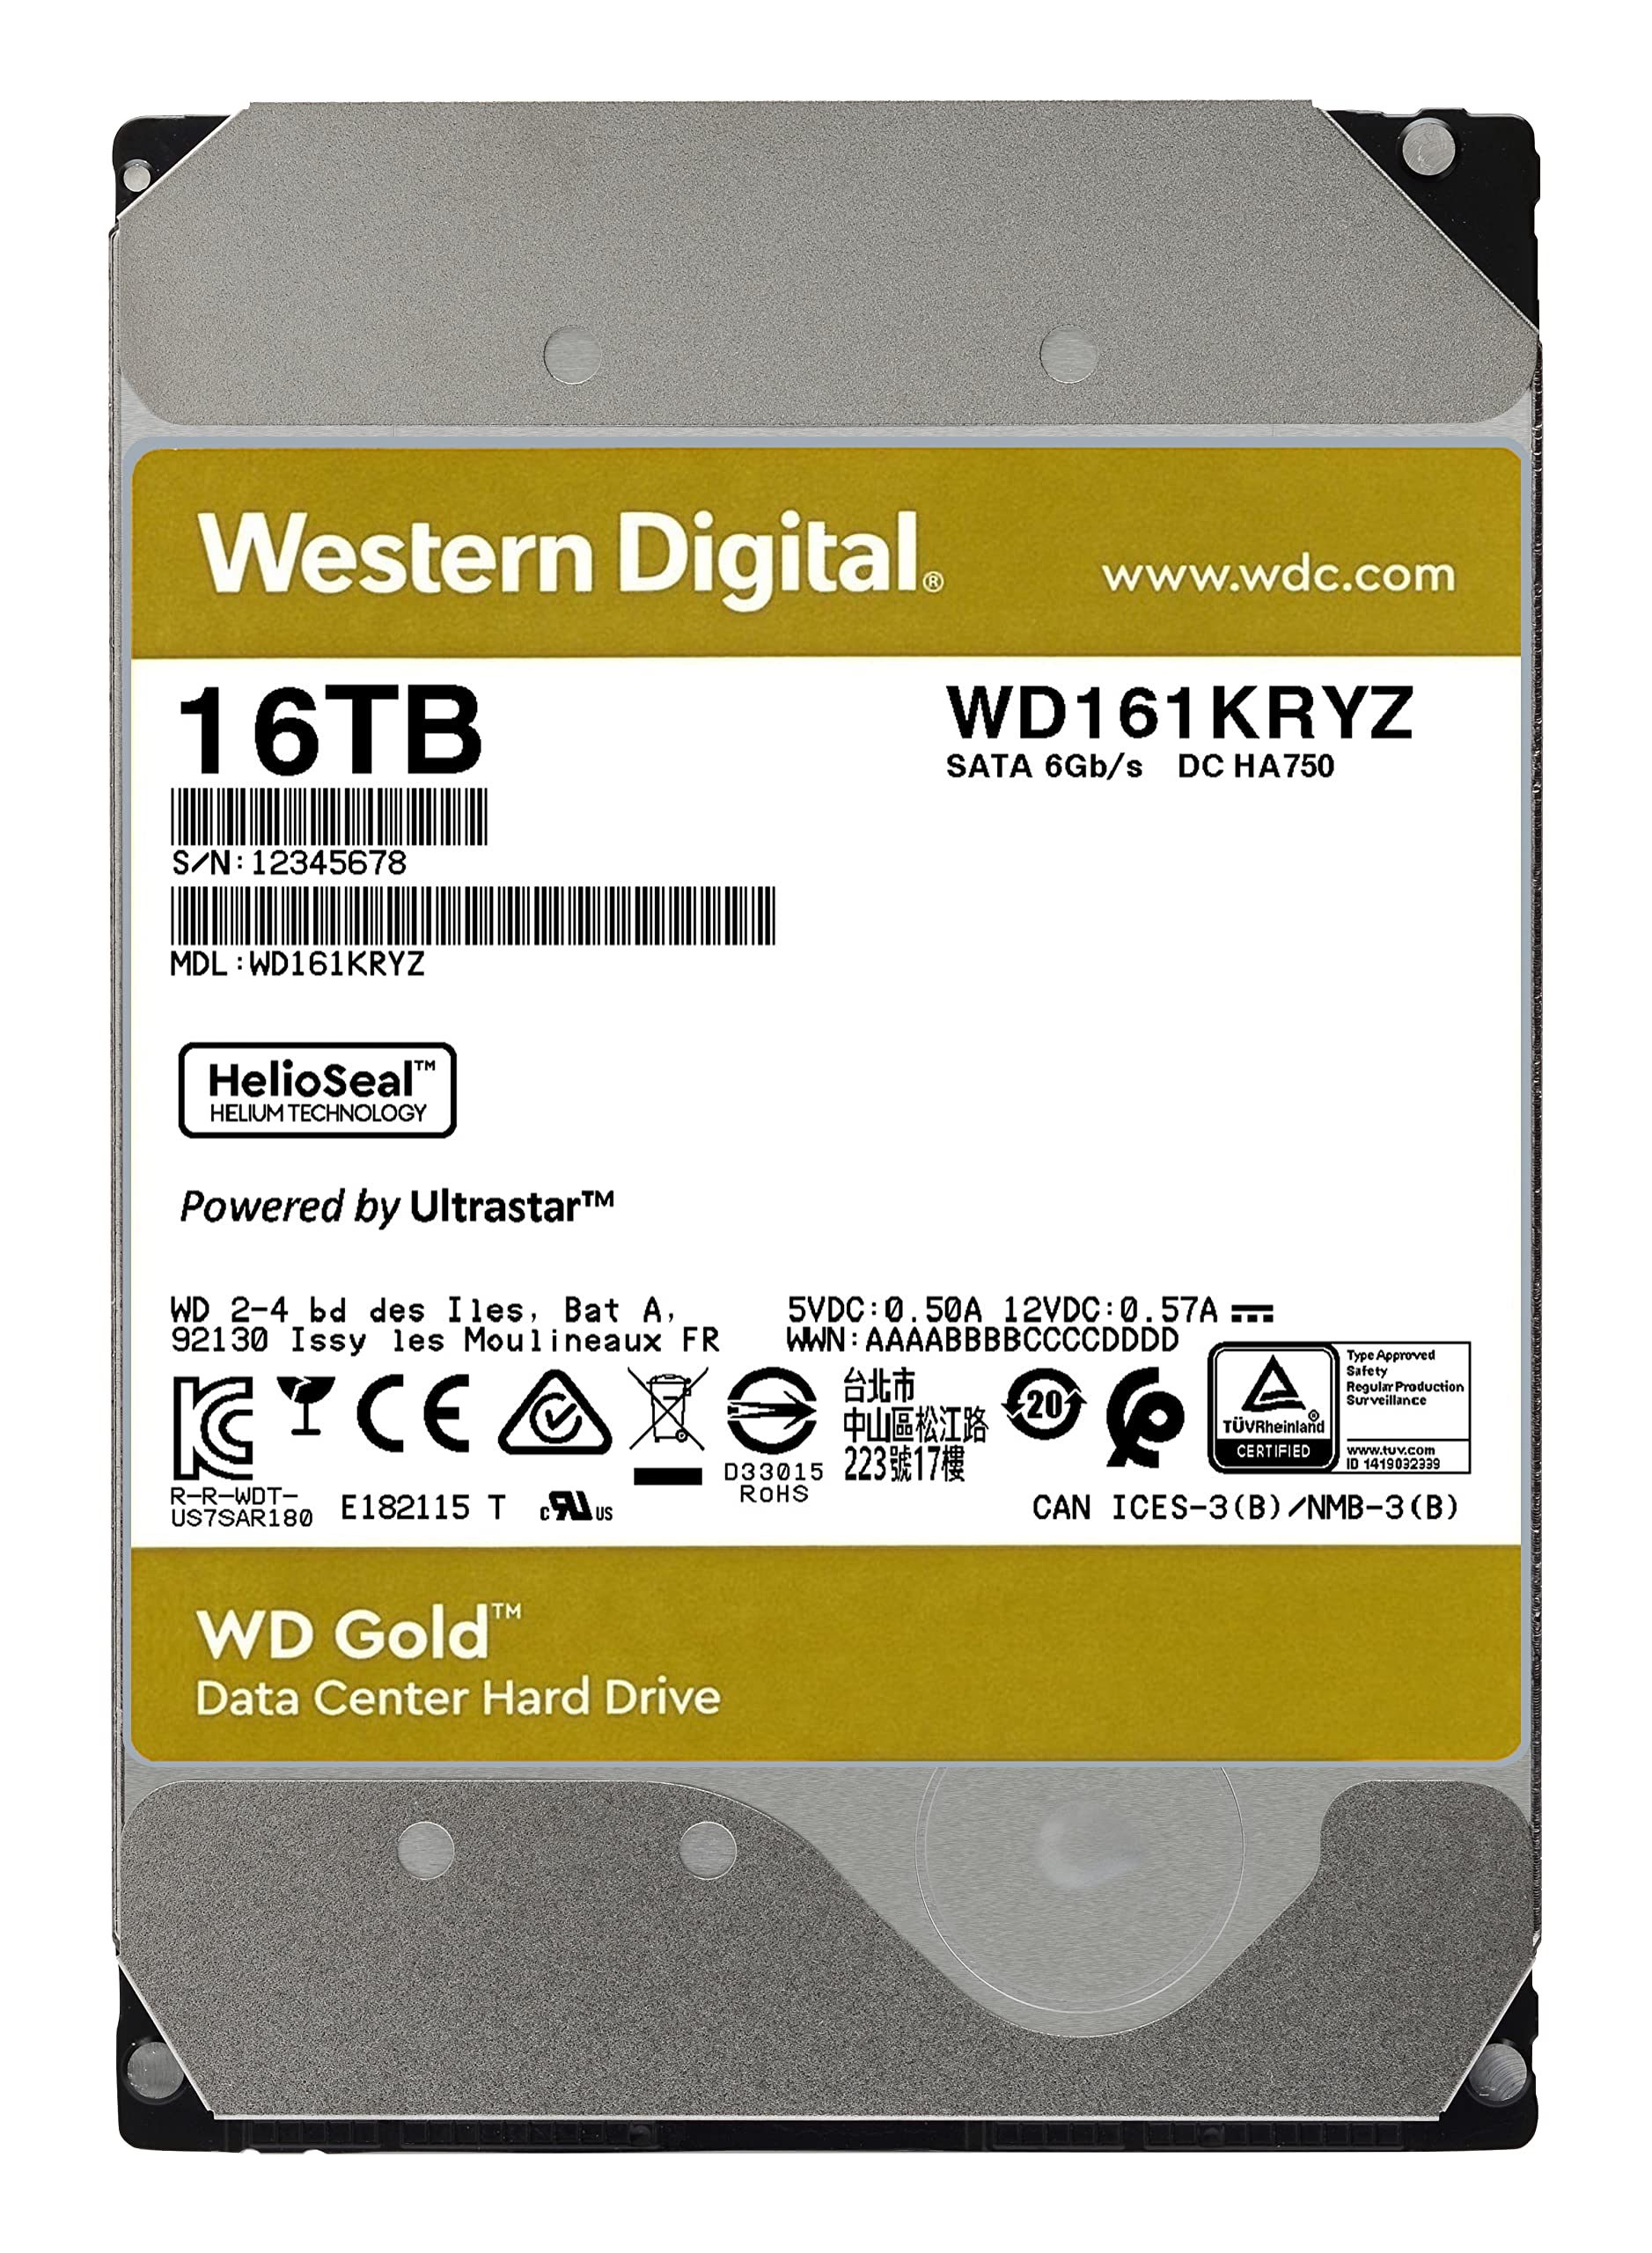 Western Digital® www.wdc.com
16TB
WD161KRYZ
SATA 6Gb/s DC HA750
S/N:12345678
MDL:WD161KRYZ
HelioSeal™
HELIUM TECHNOLOGY
Powered by Ultrastar™
WD 2-4 bd des Iles, Bat A,
92130 Issy les Moulineaux FR
5VDC:0.50A 12VDC:0.57A
WWN:AAAABBBBCCCCDDDD
R-R-WDT-
US7SAR180
E182115 T
c RU US
D33015
RoHS
台北市
中山區松江路
223號17樓
20
TÜVRheinland®
CERTIFIED
Type Approved
Safety
Regular Production
Surveillance
www.tuv.com
ID 1419032339
CAN ICES-3(B)/NMB-3(B)
WD Gold™
Data Center Hard Drive